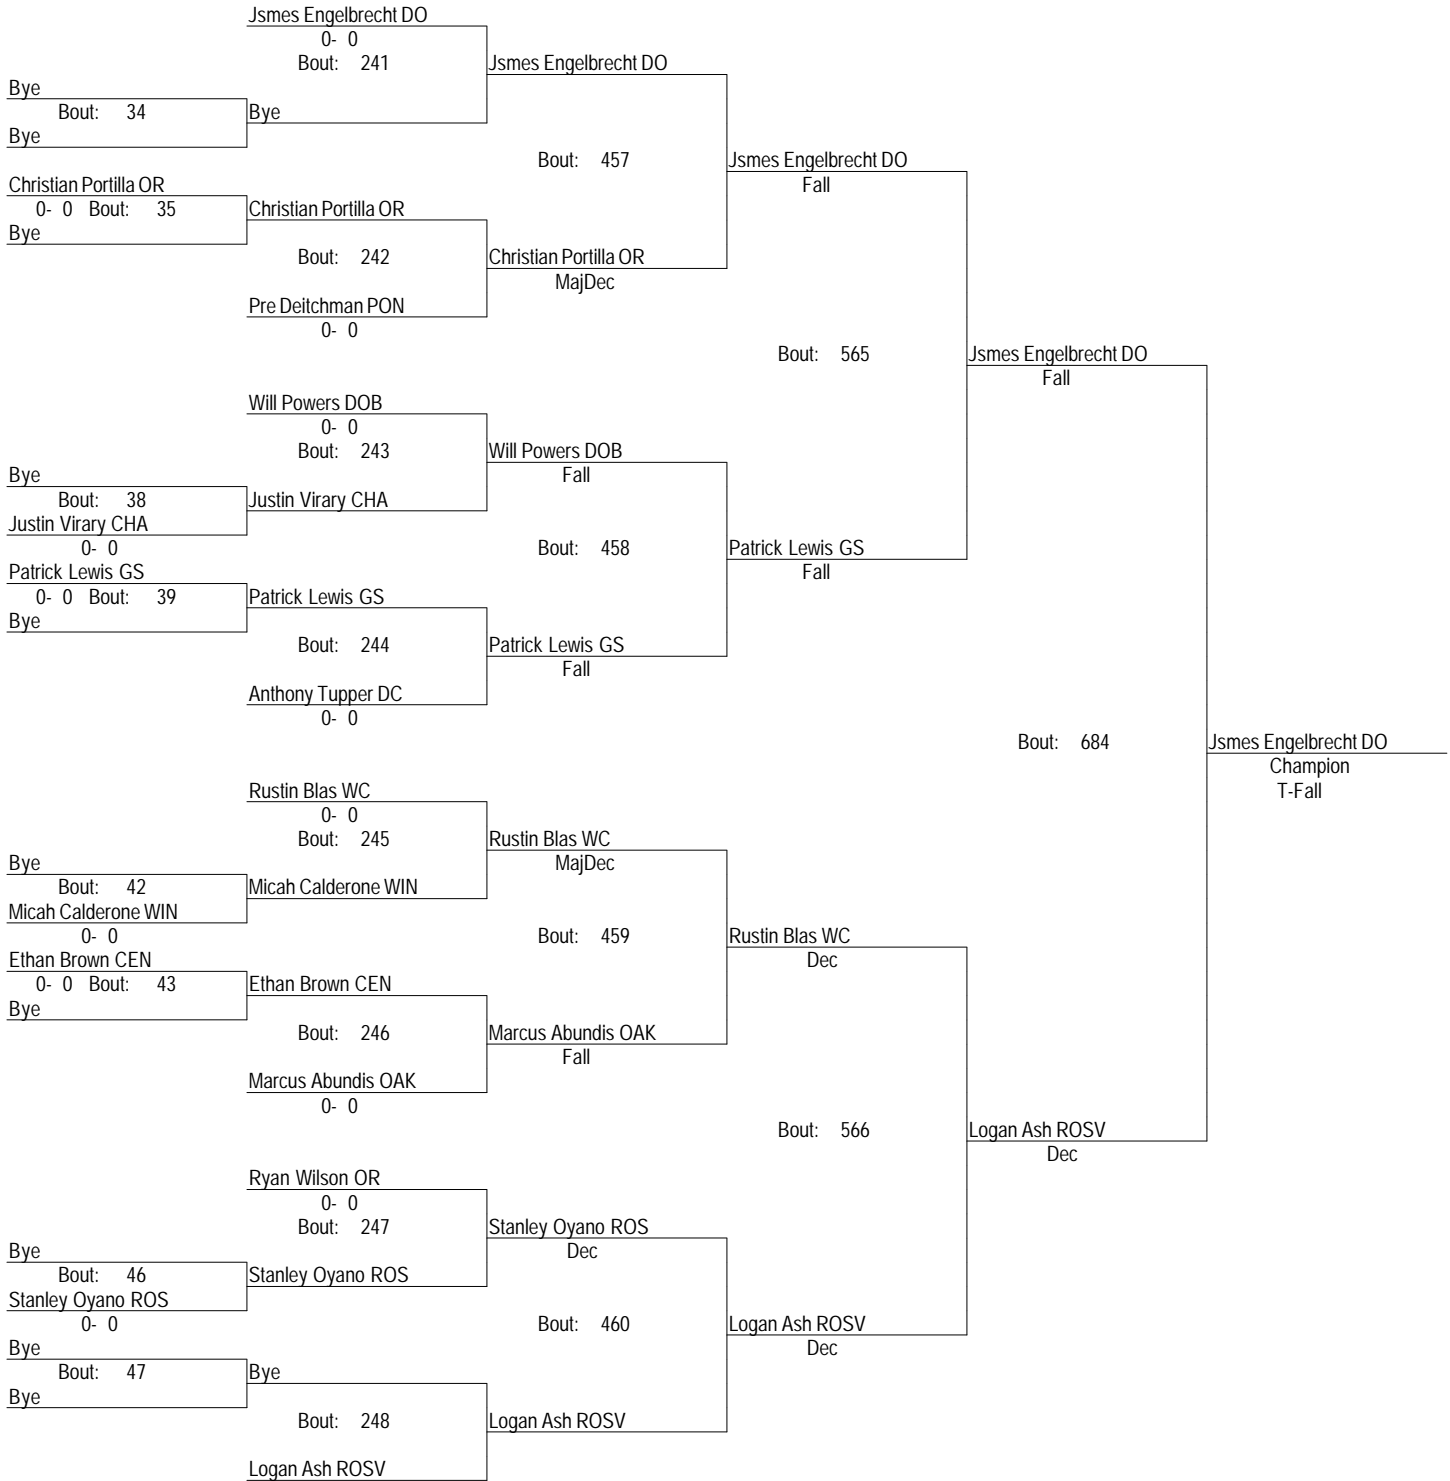 Jsmes Engelbrecht DO
0- 0
Bout: 241
Jsmes Engelbrecht DO
Bye
Bout: 34
Bye
Bye
Bout: 457
Jsmes Engelbrecht DO
Fall
Christian Portilla OR
0- 0 Bout: 35
Christian Portilla OR
Bye
Bout: 242
Christian Portilla OR
MajDec
Pre Deitchman PON
0- 0
Bout: 565
Jsmes Engelbrecht DO
Fall
Will Powers DOB
0- 0
Bout: 243
Will Powers DOB
Fall
Bye
Bout: 38
Justin Virary CHA
Justin Virary CHA
0- 0
Bout: 458
Patrick Lewis GS
Fall
Patrick Lewis GS
0- 0 Bout: 39
Patrick Lewis GS
Bye
Bout: 244
Patrick Lewis GS
Fall
Anthony Tupper DC
0- 0
Bout: 684
Jsmes Engelbrecht DO
Champion
T-Fall
Rustin Blas WC
0- 0
Bout: 245
Rustin Blas WC
MajDec
Bye
Bout: 42
Micah Calderone WIN
Micah Calderone WIN
0- 0
Bout: 459
Rustin Blas WC
Dec
Ethan Brown CEN
0- 0 Bout: 43
Ethan Brown CEN
Bye
Bout: 246
Marcus Abundis OAK
Fall
Marcus Abundis OAK
0- 0
Bout: 566
Logan Ash ROSV
Dec
Ryan Wilson OR
0- 0
Bout: 247
Stanley Oyano ROS
Dec
Bye
Bout: 46
Stanley Oyano ROS
Stanley Oyano ROS
0- 0
Bout: 460
Logan Ash ROSV
Dec
Bye
Bout: 47
Bye
Bye
Bout: 248
Logan Ash ROSV
Logan Ash ROSV